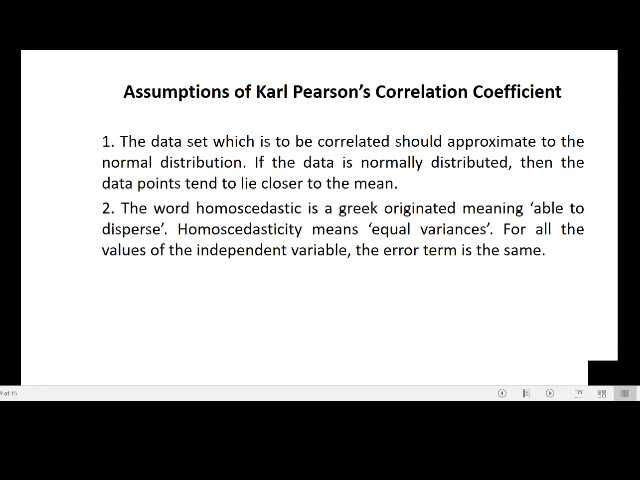 Assumptions of Karl Pearson’s Correlation Coefficient
1. The data set which is to be correlated should approximate to the
normal distribution. If the data is normally distributed, then the
data points tend to lie closer to the mean.
2. The word homoscedastic is a greek originated meaning ‘able to
disperse’. Homoscedasticity means ‘equal variances’. For all the
values of the independent variable, the error term is the same.